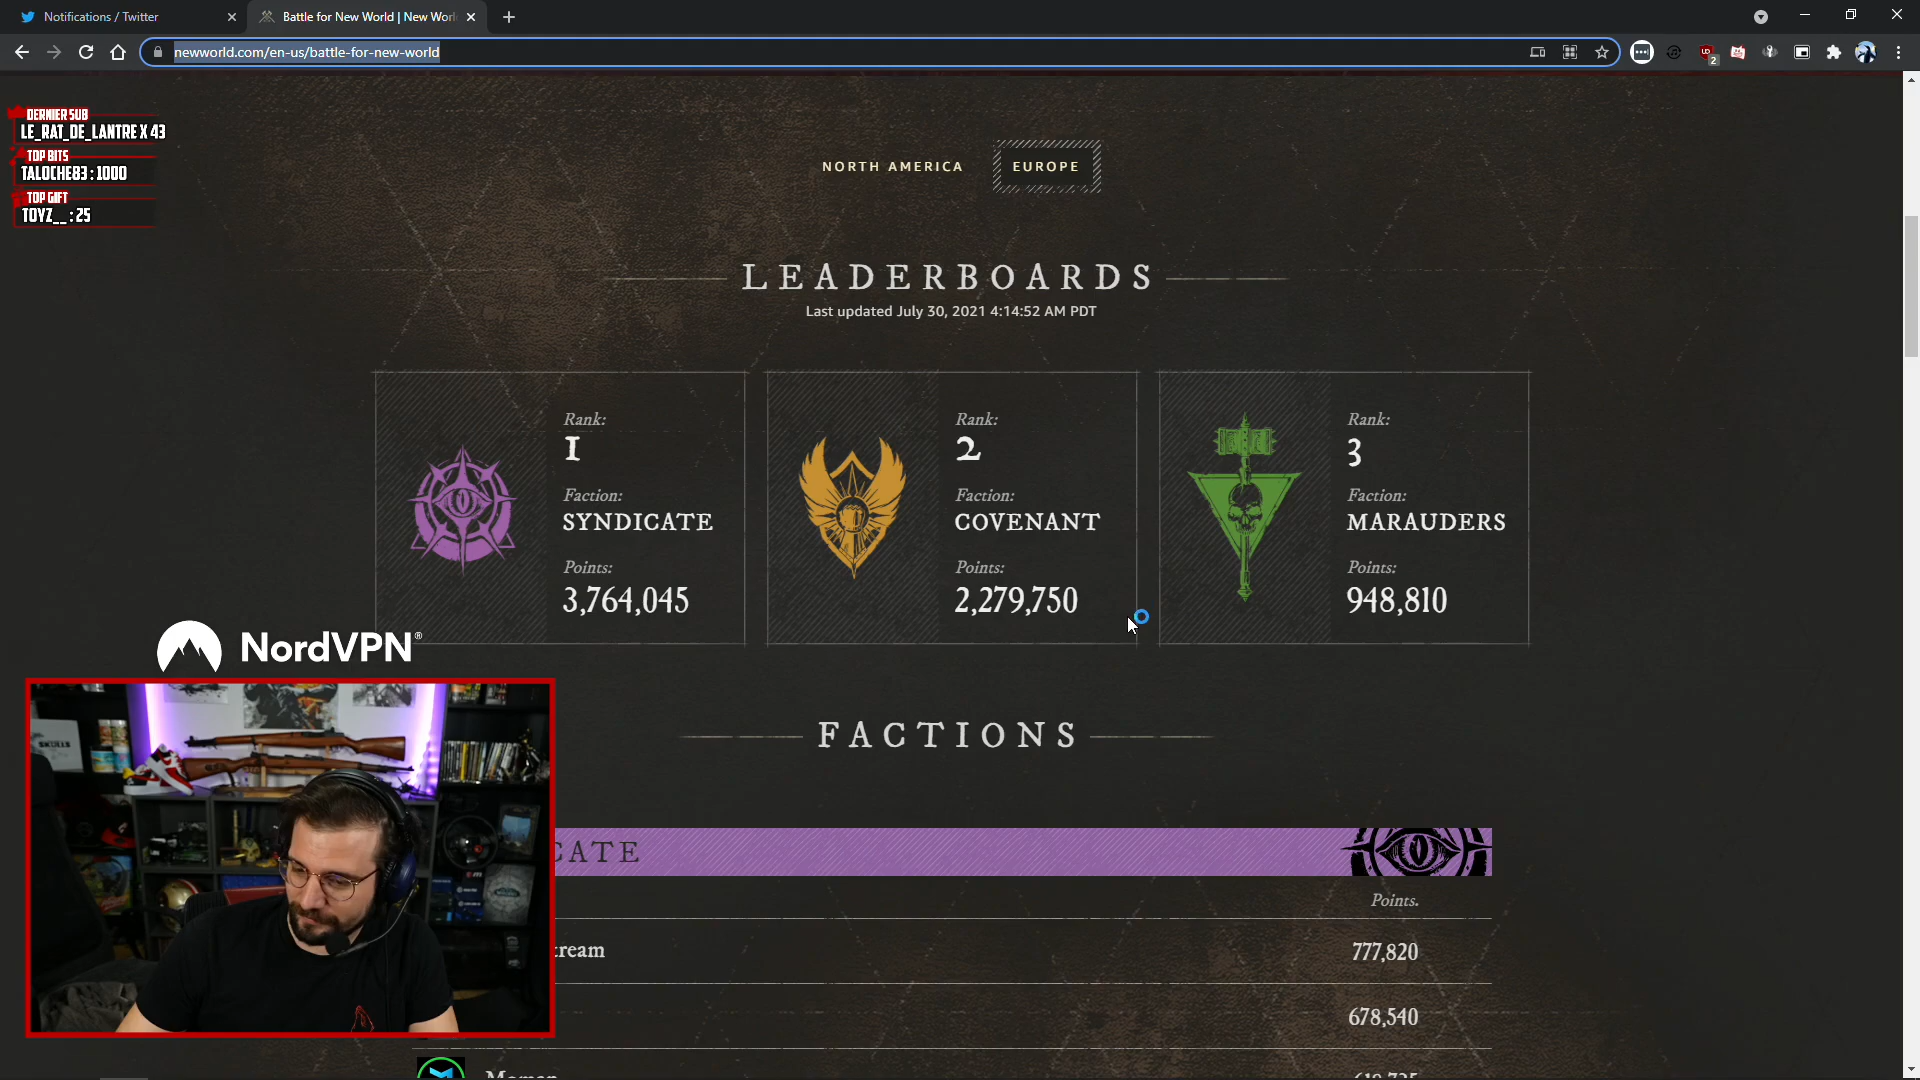 Notifications / Twitter
Battle for New World | New Worl
newworld.com/en-us/battle-for-new-world
DERNIER SUB
LE_RAT_DE_LANTRE X 43
TOP BITS
TALOCHE83 : 1000
TOP GIFT
TOYZ__ : 25
NORTH AMERICA
EUROPE
LEADERBOARDS
Last updated July 30, 2021 4:14:52 AM PDT
Rank:
1
Faction:
SYNDICATE
Points:
3,764,045
Rank:
2
Faction:
COVENANT
Points:
2,279,750
Rank:
3
Faction:
MARAUDERS
Points:
948,810
NordVPN®
FACTIONS
CATE
Points.
tream
777,820
678,540